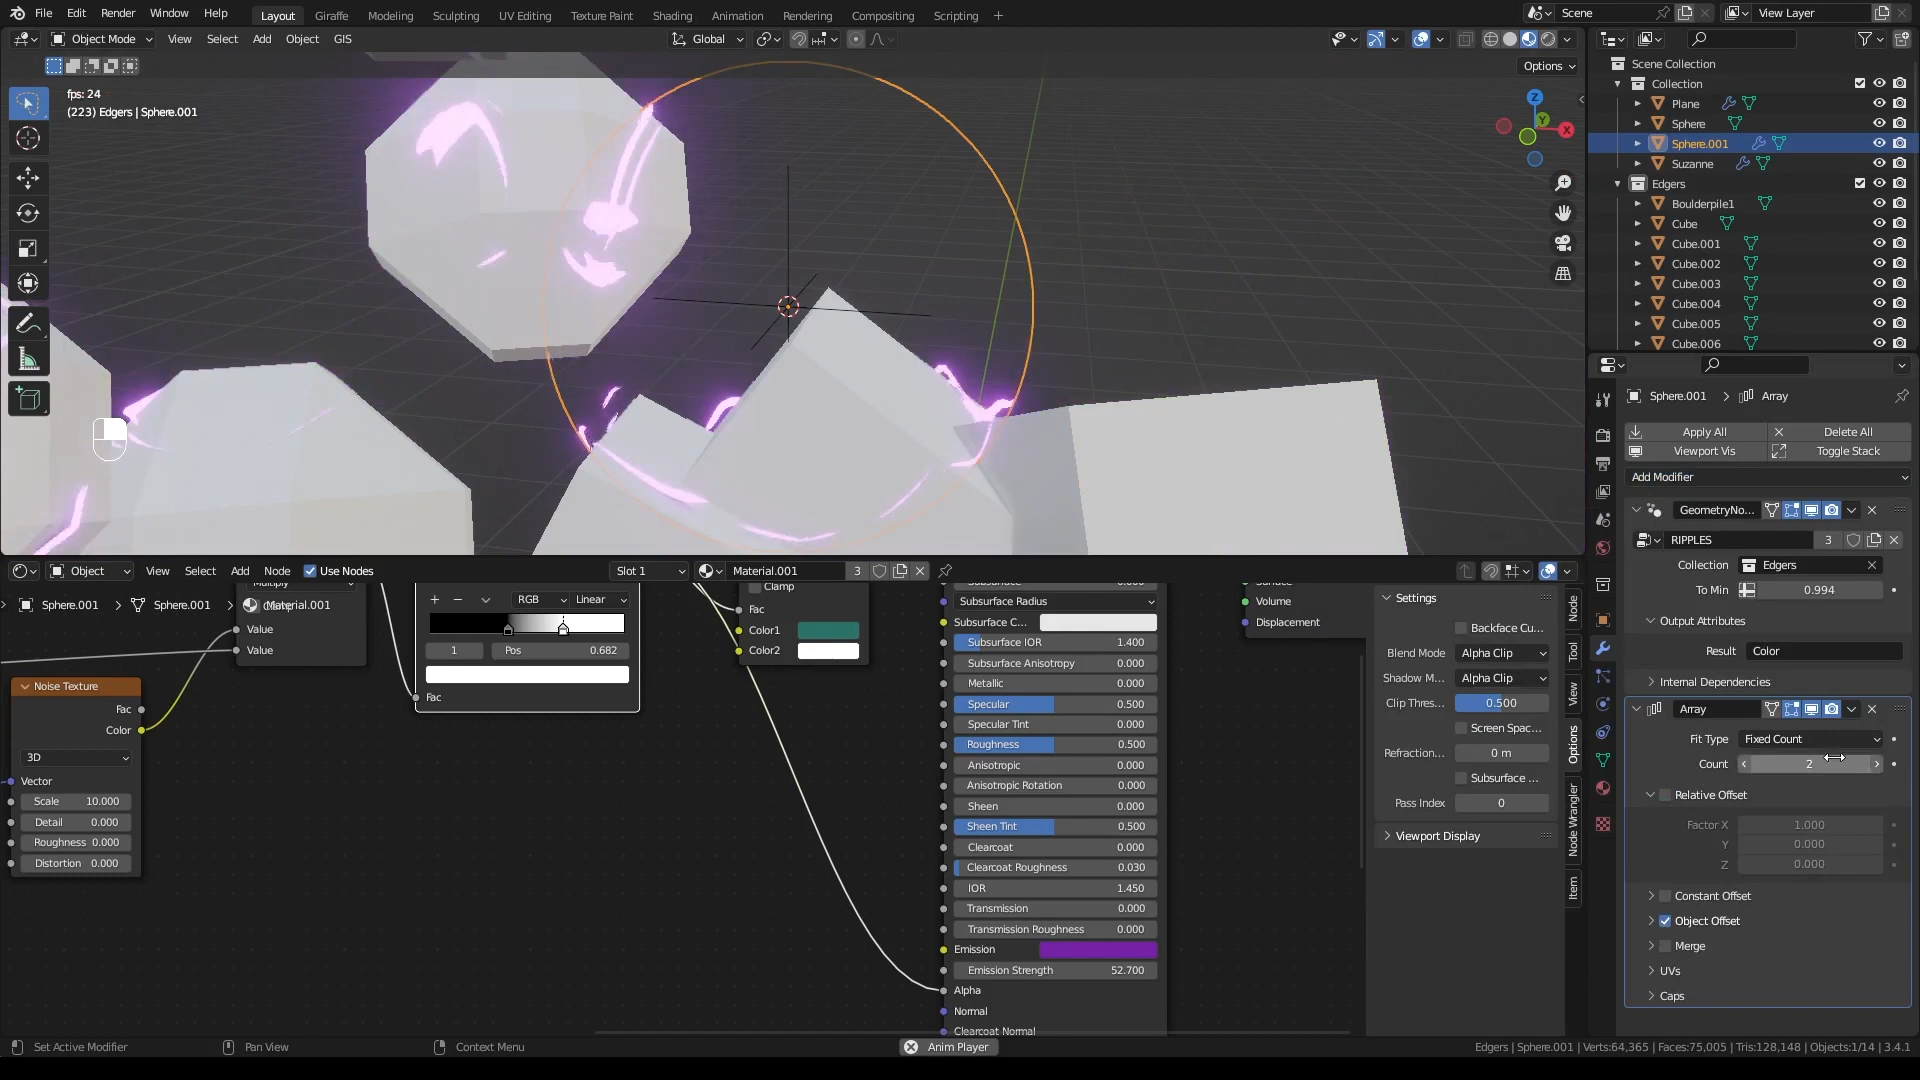 File Edit Render Window Help Layout Giraffe Modeling Sculpting UV Editing Texture Paint Shading Animation Rendering Compositing Scripting + Scene View Layer
Object Mode View Select Add Object GIS Global
Options
fps: 24
(223) Edgers | Sphere.001
Z
Y
X
Scene Collection
Collection
Plane
Sphere
Sphere.001
Suzanne
Edgers
Boulderpile1
Cube
Cube.001
Cube.002
Cube.003
Cube.004
Cube.005
Cube.006
Sphere.001 > Array
Apply All Delete All
Viewport Vis Toggle Stack
Add Modifier
GeometryNo...
RIPPLES 3
Collection Edgers
To Min 0.994
Output Attributes
Result Color
Internal Dependencies
Array
Fit Type Fixed Count
Count 2
Relative Offset
Factor X 1.000
Y 0.000
Z 0.000
Constant Offset
Object Offset
Merge
UVs
Caps
Object View Select Add Node Use Nodes Slot 1 Material.001 3
Sphere.001 > Sphere.001 > Material.001
Multiply
Value
Value
Noise Texture
Fac
Color
3D
Vector
Scale 10.000
Detail 0.000
Roughness 0.000
Distortion 0.000
+ − RGB Linear
1 Pos 0.682
Fac
Clamp
Fac
Color1
Color2
Subsurface 0.000
Subsurface Radius
Subsurface C...
Subsurface IOR 1.400
Subsurface Anisotropy 0.000
Metallic 0.000
Specular 0.500
Specular Tint 0.000
Roughness 0.500
Anisotropic 0.000
Anisotropic Rotation 0.000
Sheen 0.000
Sheen Tint 0.500
Clearcoat 0.000
Clearcoat Roughness 0.030
IOR 1.450
Transmission 0.000
Transmission Roughness 0.000
Emission
Emission Strength 52.700
Alpha
Normal
Clearcoat Normal
Surface
Volume
Displacement
Settings
Backface Cu...
Blend Mode Alpha Clip
Shadow M... Alpha Clip
Clip Thres... 0.500
Screen Spac...
Refraction... 0 m
Subsurface ...
Pass Index 0
Viewport Display
Node
Tool
View
Options
Node Wrangler
Item
Set Active Modifier Pan View Context Menu Anim Player Edgers | Sphere.001 | Verts:64,365 | Faces:75,005 | Tris:128,148 | Objects:1/14 | 3.4.1